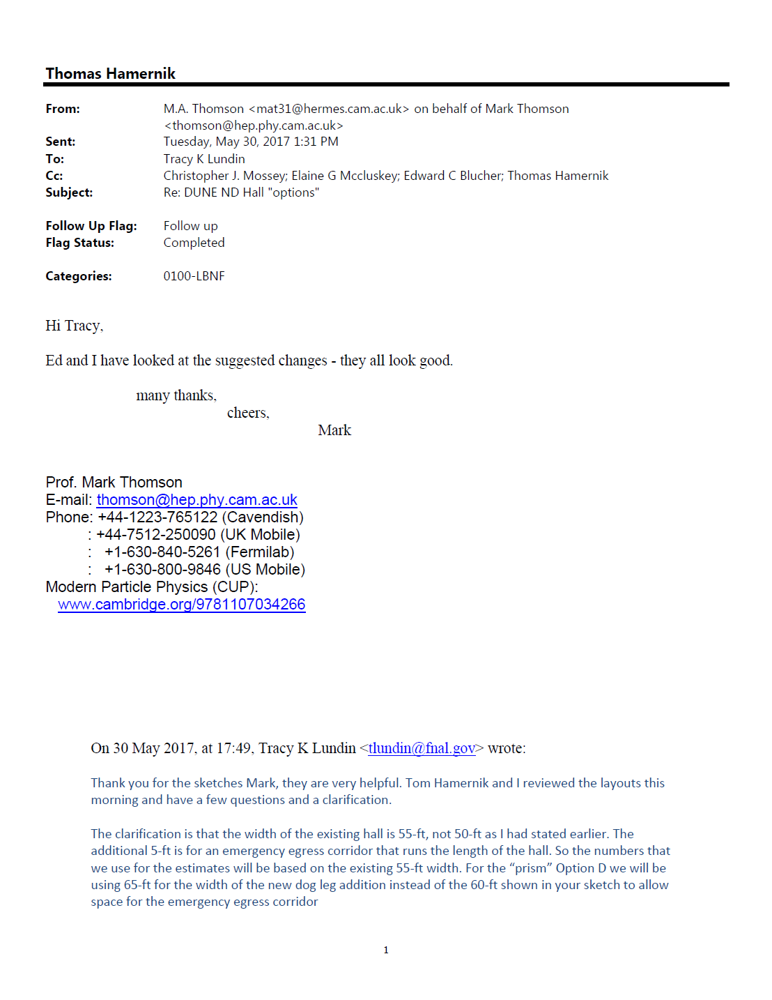 Thomas Hamernik
From: M.A. Thomson <mat31@hermes.cam.ac.uk> on behalf of Mark Thomson
<thomson@hep.phy.cam.ac.uk>
Sent: Tuesday, May 30, 2017 1:31 PM
To: Tracy K Lundin
Cc: Christopher J. Mossey; Elaine G Mccluskey; Edward C Blucher; Thomas Hamernik
Subject: Re: DUNE ND Hall "options"
Follow Up Flag: Follow up
Flag Status: Completed
Categories: 0100-LBNF
Hi Tracy,
Ed and I have looked at the suggested changes - they all look good.
many thanks,
cheers,
Mark
Prof. Mark Thomson
E-mail: thomson@hep.phy.cam.ac.uk
Phone: +44-1223-765122 (Cavendish)
: +44-7512-250090 (UK Mobile)
: +1-630-840-5261 (Fermilab)
: +1-630-800-9846 (US Mobile)
Modern Particle Physics (CUP):
www.cambridge.org/9781107034266
On 30 May 2017, at 17:49, Tracy K Lundin <tlundin@fnal.gov> wrote:
Thank you for the sketches Mark, they are very helpful. Tom Hamernik and I reviewed the layouts this
morning and have a few questions and a clarification.
The clarification is that the width of the existing hall is 55-ft, not 50-ft as I had stated earlier. The
additional 5-ft is for an emergency egress corridor that runs the length of the hall. So the numbers that
we use for the estimates will be based on the existing 55-ft width. For the “prism” Option D we will be
using 65-ft for the width of the new dog leg addition instead of the 60-ft shown in your sketch to allow
space for the emergency egress corridor
1